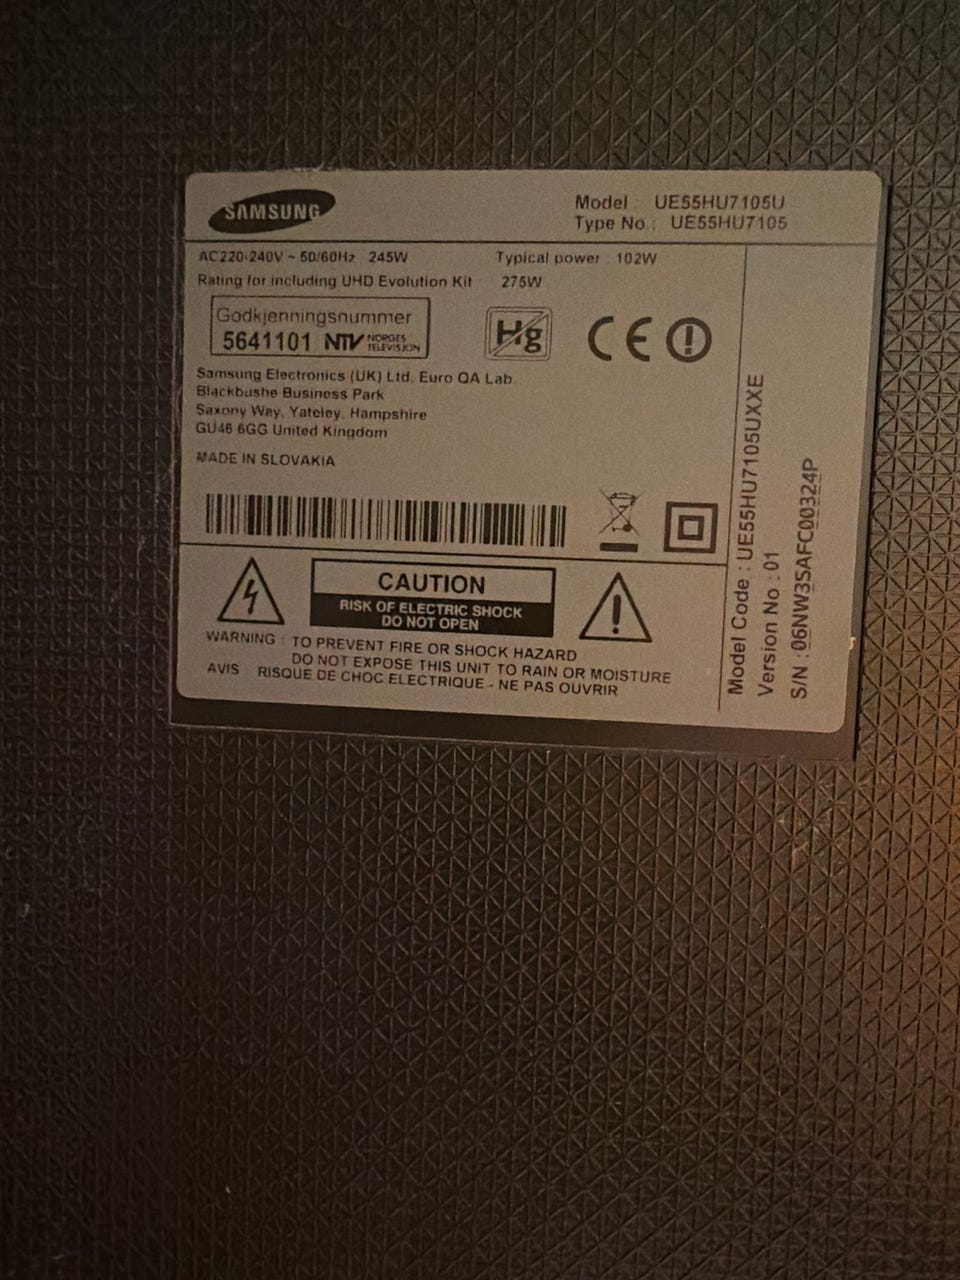 SAMSUNG
Model : UE55HU7105U
Type No.: UE55HU7105
AC220-240V ~ 50/60Hz 245W
Typical power : 102W
Rating for including UHD Evolution Kit 275W
Godkjenningsnummer
5641101 NTV NORGES TELEVISJON
Hg
CE
Samsung Electronics (UK) Ltd, Euro QA Lab.
Blackbushe Business Park
Saxony Way, Yateley, Hampshire
GU46 6GG United Kingdom
MADE IN SLOVAKIA
CAUTION
RISK OF ELECTRIC SHOCK
DO NOT OPEN
WARNING : TO PREVENT FIRE OR SHOCK HAZARD
DO NOT EXPOSE THIS UNIT TO RAIN OR MOISTURE
AVIS RISQUE DE CHOC ELECTRIQUE - NE PAS OUVRIR
Model Code : UE55HU7105UXXE
Version No : 01
S/N : 06NW3SAFC00324P